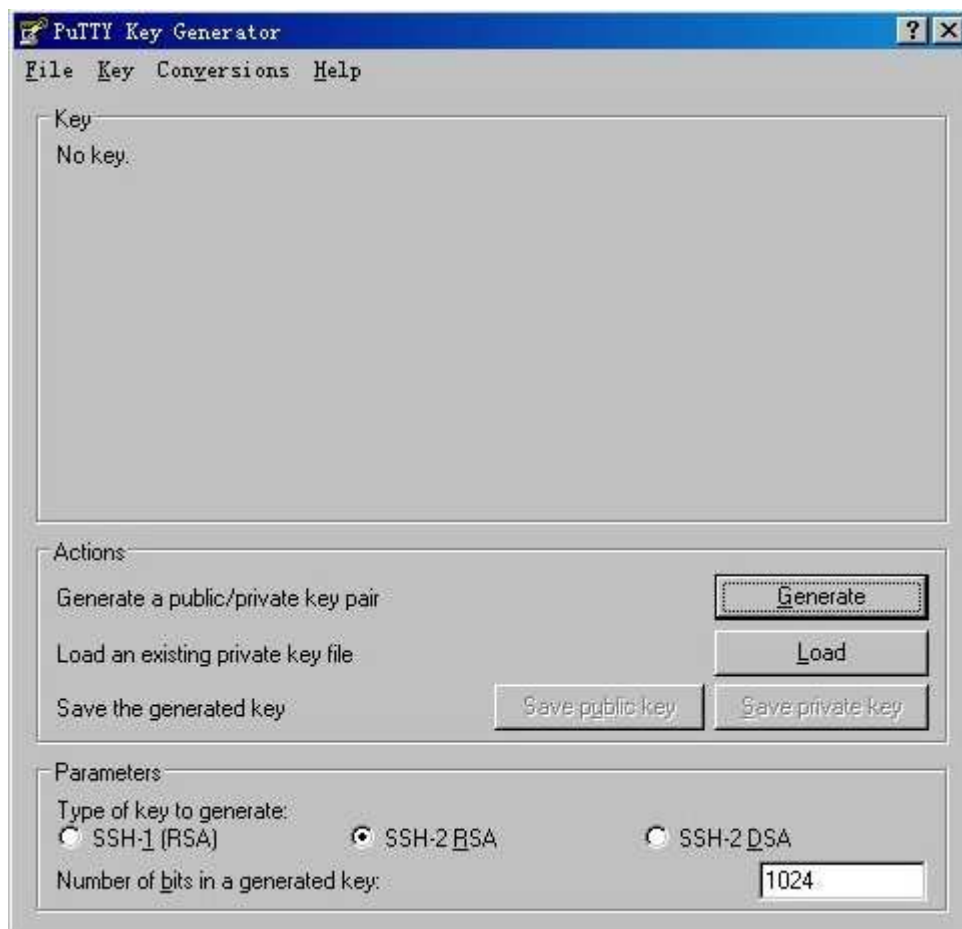 PuTTY Key Generator
File Key Conversions Help
Key
No key.
Actions
Generate a public/private key pair
Generate
Load an existing private key file
Load
Save the generated key
Save public key
Save private key
Parameters
Type of key to generate:
SSH-1 (RSA)
SSH-2 RSA
SSH-2 DSA
Number of bits in a generated key:
1024